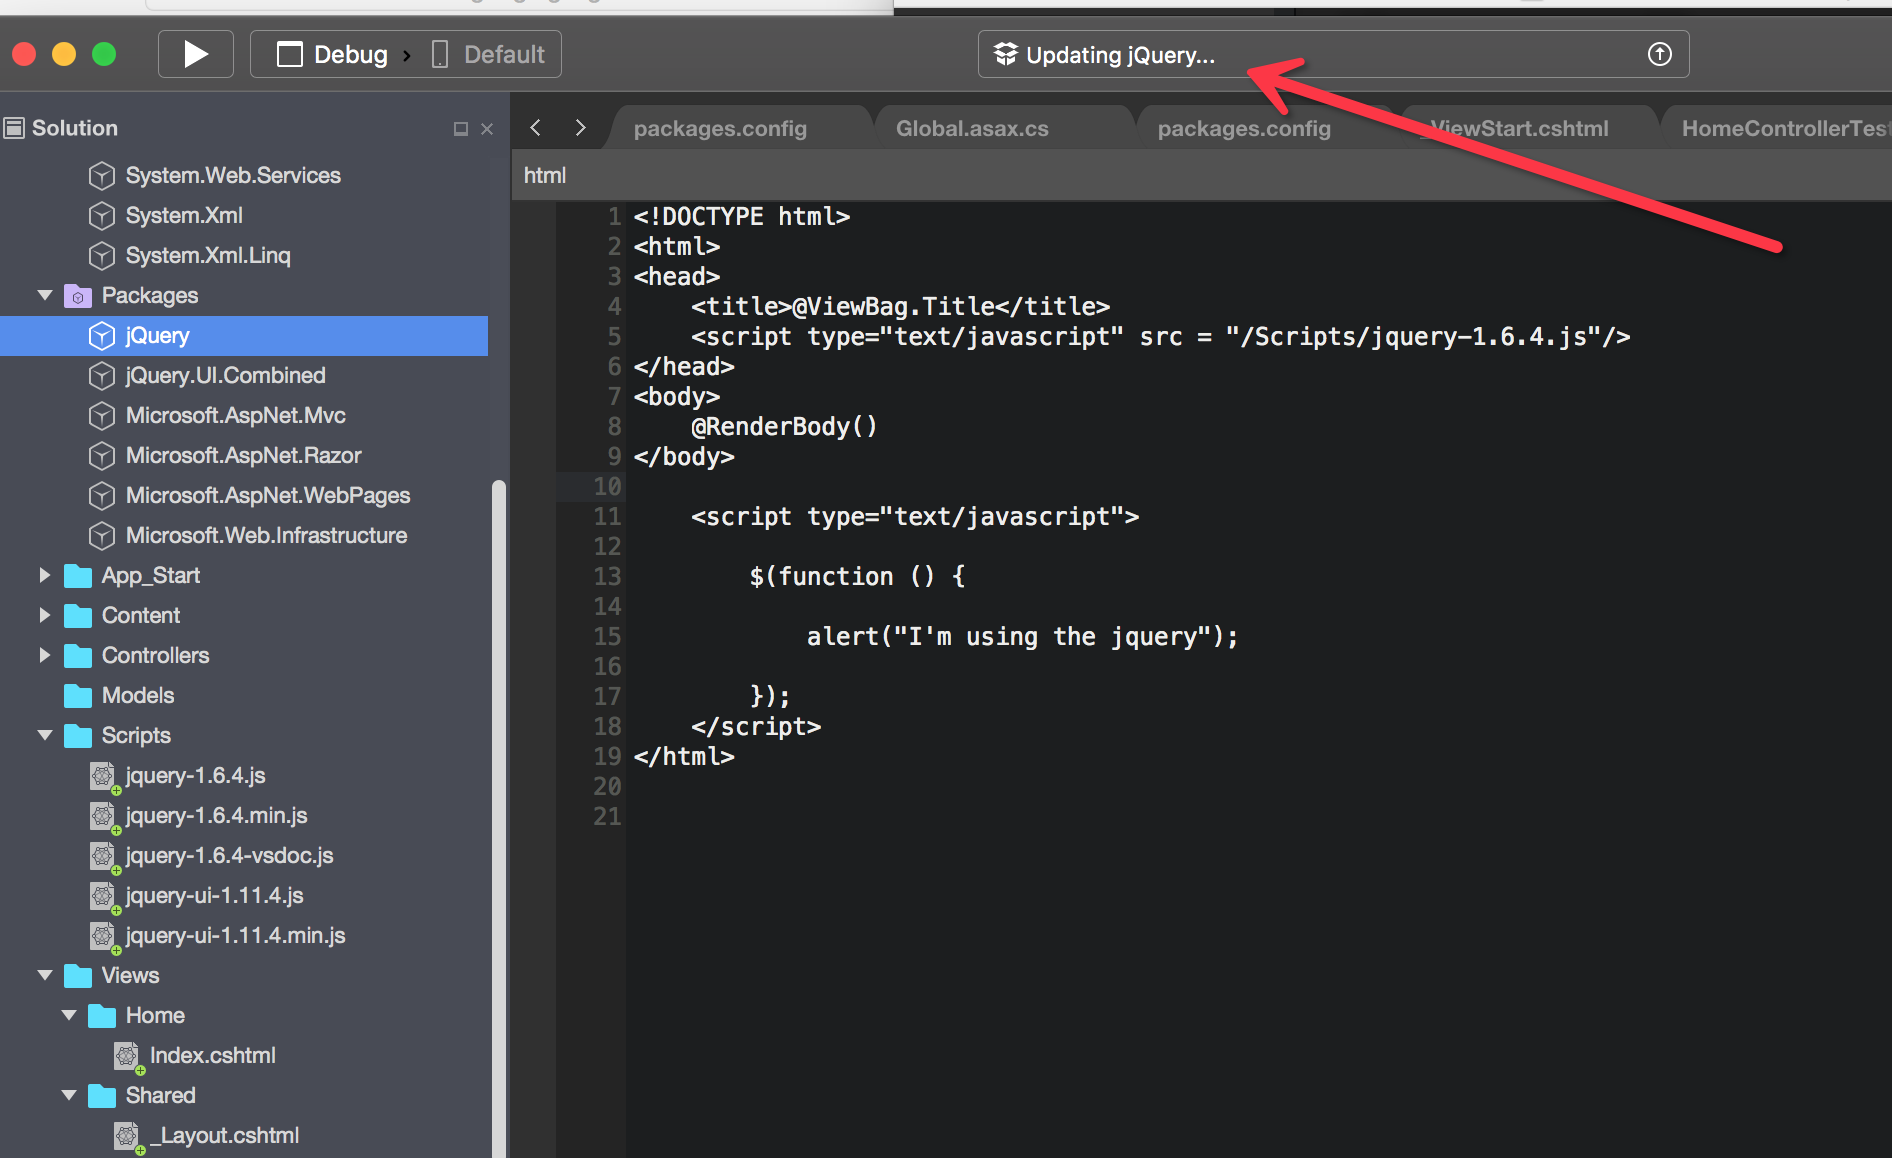 Debug › Default
Updating jQuery...
Solution
packages.config
Global.asax.cs
packages.config
_ViewStart.cshtml
HomeControllerTest
html
System.Web.Services
System.Xml
System.Xml.Linq
Packages
jQuery
jQuery.UI.Combined
Microsoft.AspNet.Mvc
Microsoft.AspNet.Razor
Microsoft.AspNet.WebPages
Microsoft.Web.Infrastructure
App_Start
Content
Controllers
Models
Scripts
jquery-1.6.4.js
jquery-1.6.4.min.js
jquery-1.6.4-vsdoc.js
jquery-ui-1.11.4.js
jquery-ui-1.11.4.min.js
Views
Home
Index.cshtml
Shared
_Layout.cshtml
1 <!DOCTYPE html>
2 <html>
3 <head>
4     <title>@ViewBag.Title</title>
5     <script type="text/javascript" src = "/Scripts/jquery-1.6.4.js"/>
6 </head>
7 <body>
8     @RenderBody()
9 </body>
10
11     <script type="text/javascript">
12
13         $(function () {
14
15             alert("I'm using the jquery");
16
17         });
18     </script>
19 </html>
20
21